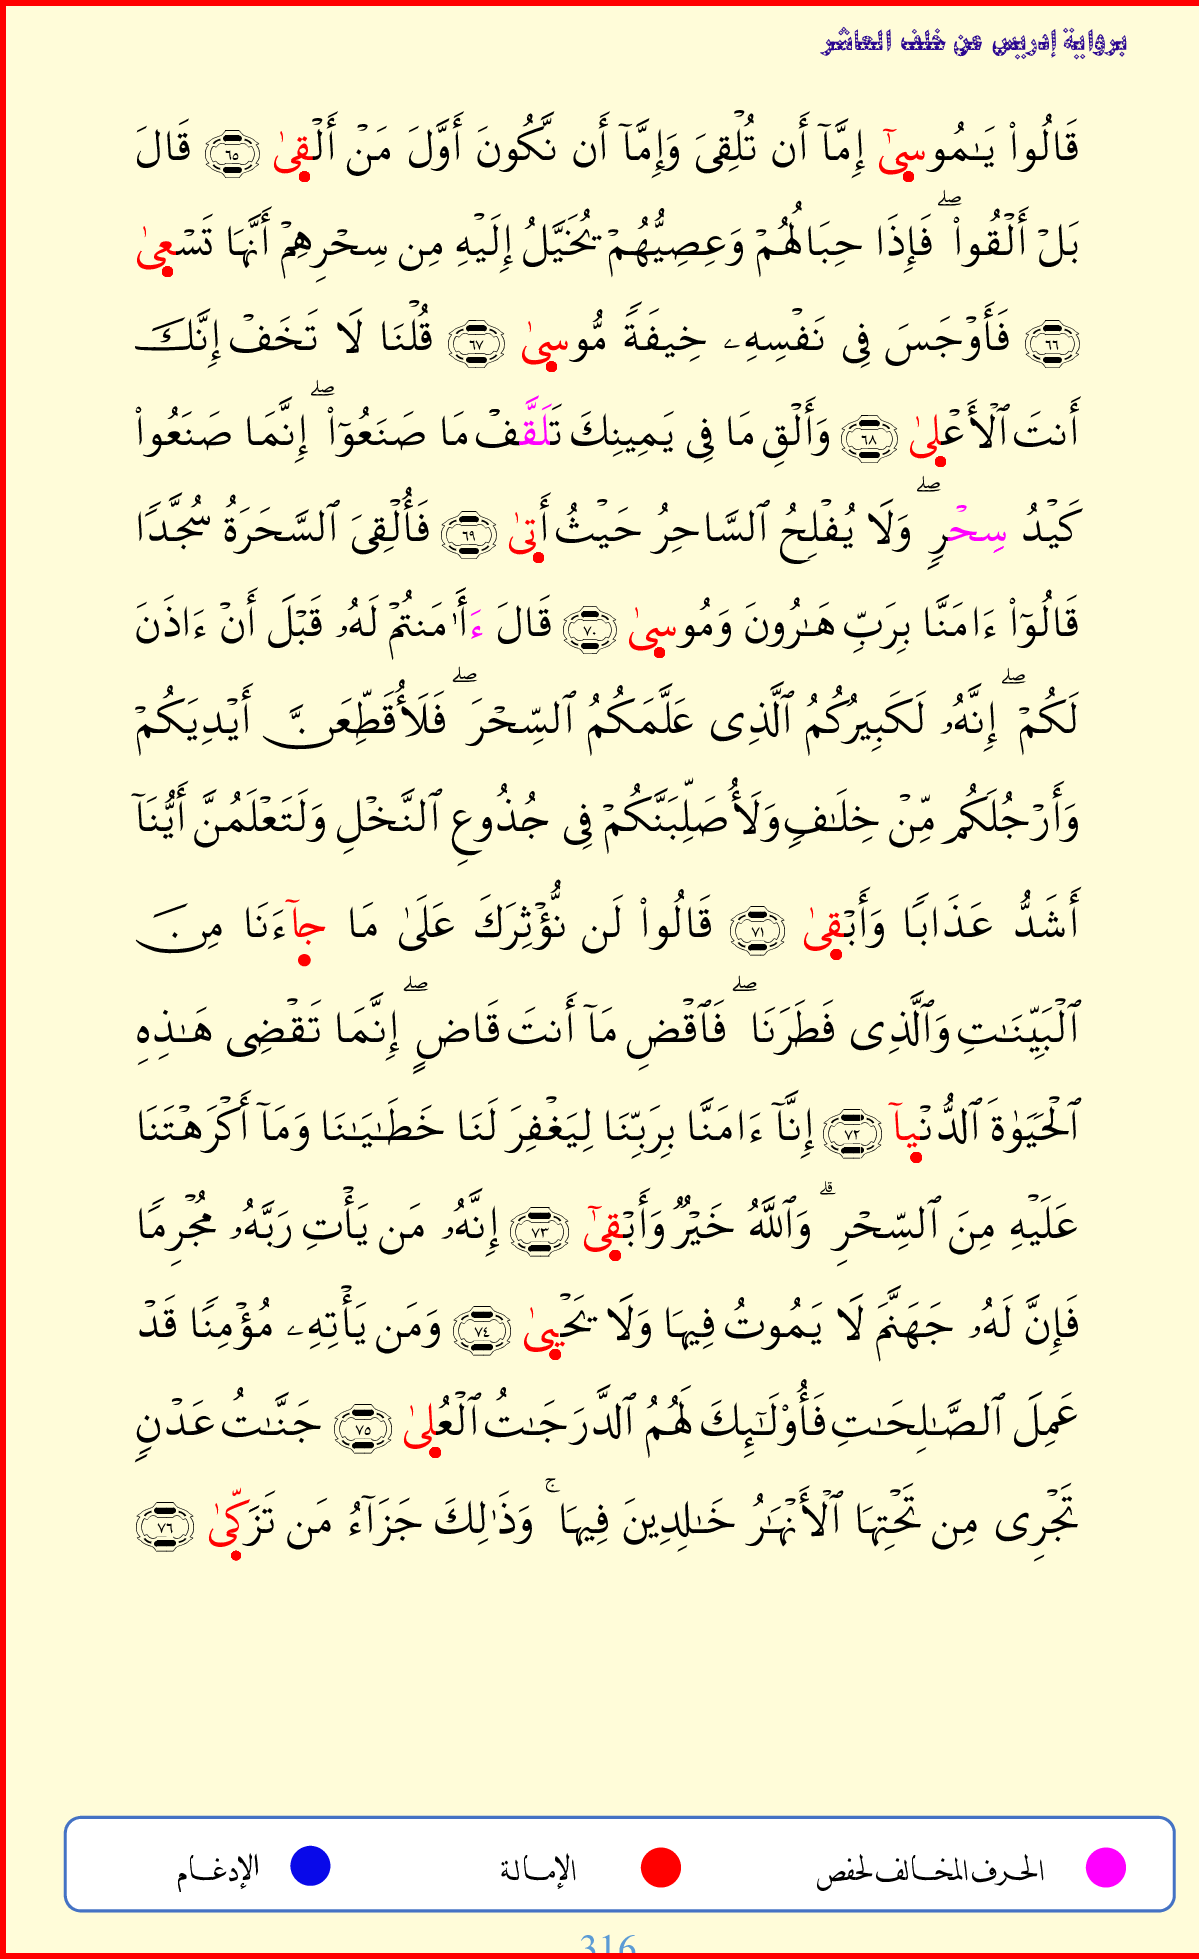 برواية إدريس عن خلف العاشر
قَالُوا۟ يَـٰمُوسِىٰٓ إِمَّآ أَن تُلْقِىَ وَإِمَّآ أَن نَّكُونَ أَوَّلَ مَنْ أَلْقِىٰ ٦٥ قَالَ
بَلْ أَلْقُوا۟ ۖ فَإِذَا حِبَالُهُمْ وَعِصِيُّهُمْ يُخَيَّلُ إِلَيْهِ مِن سِحْرِهِمْ أَنَّهَا تَسْعِىٰ
٦٦ فَأَوْجَسَ فِى نَفْسِهِۦ خِيفَةً مُّوسِىٰ ٦٧ قُلْنَا لَا تَخَفْ إِنَّكَ
أَنتَ ٱلْأَعْلِىٰ ٦٨ وَأَلْقِ مَا فِى يَمِينِكَ تَلَقَّفْ مَا صَنَعُوٓا۟ ۖ إِنَّمَا صَنَعُوا۟
كَيْدُ سِحْرٍ ۖ وَلَا يُفْلِحُ ٱلسَّاحِرُ حَيْثُ أَتِىٰ ٦٩ فَأُلْقِىَ ٱلسَّحَرَةُ سُجَّدًا
قَالُوٓا۟ ءَامَنَّا بِرَبِّ هَـٰرُونَ وَمُوسِىٰ ٧٠ قَالَ ءَأَٰمَنتُمْ لَهُۥ قَبْلَ أَنْ ءَاذَنَ
لَكُمْ ۖ إِنَّهُۥ لَكَبِيرُكُمُ ٱلَّذِى عَلَّمَكُمُ ٱلسِّحْرَ ۖ فَلَأُقَطِّعَنَّ أَيْدِيَكُمْ
وَأَرْجُلَكُم مِّنْ خِلَـٰفٍ وَلَأُصَلِّبَنَّكُمْ فِى جُذُوعِ ٱلنَّخْلِ وَلَتَعْلَمُنَّ أَيُّنَآ
أَشَدُّ عَذَابًا وَأَبْقِىٰ ٧١ قَالُوا۟ لَن نُّؤْثِرَكَ عَلَىٰ مَا جِآءَنَا مِنَ
ٱلْبَيِّنَـٰتِ وَٱلَّذِى فَطَرَنَا ۖ فَٱقْضِ مَآ أَنتَ قَاضٍ ۖ إِنَّمَا تَقْضِى هَـٰذِهِ
ٱلْحَيَوٰةَ ٱلدُّنْيِآ ٧٢ إِنَّآ ءَامَنَّا بِرَبِّنَا لِيَغْفِرَ لَنَا خَطَـٰيَـٰنَا وَمَآ أَكْرَهْتَنَا
عَلَيْهِ مِنَ ٱلسِّحْرِ ۗ وَٱللَّهُ خَيْرٌ وَأَبْقِىٰٓ ٧٣ إِنَّهُۥ مَن يَأْتِ رَبَّهُۥ مُجْرِمًا
فَإِنَّ لَهُۥ جَهَنَّمَ لَا يَمُوتُ فِيهَا وَلَا يَحْيِىٰ ٧٤ وَمَن يَأْتِهِۦ مُؤْمِنًا قَدْ
عَمِلَ ٱلصَّـٰلِحَـٰتِ فَأُو۟لَـٰٓئِكَ لَهُمُ ٱلدَّرَجَـٰتُ ٱلْعُلِىٰ ٧٥ جَنَّـٰتُ عَدْنٍ
تَجْرِى مِن تَحْتِهَا ٱلْأَنْهَـٰرُ خَـٰلِدِينَ فِيهَا ۚ وَذَٰلِكَ جَزَآءُ مَن تَزَكِّىٰ ٧٦
الحرف المخالف لحفص الإمالة الإدغام
316